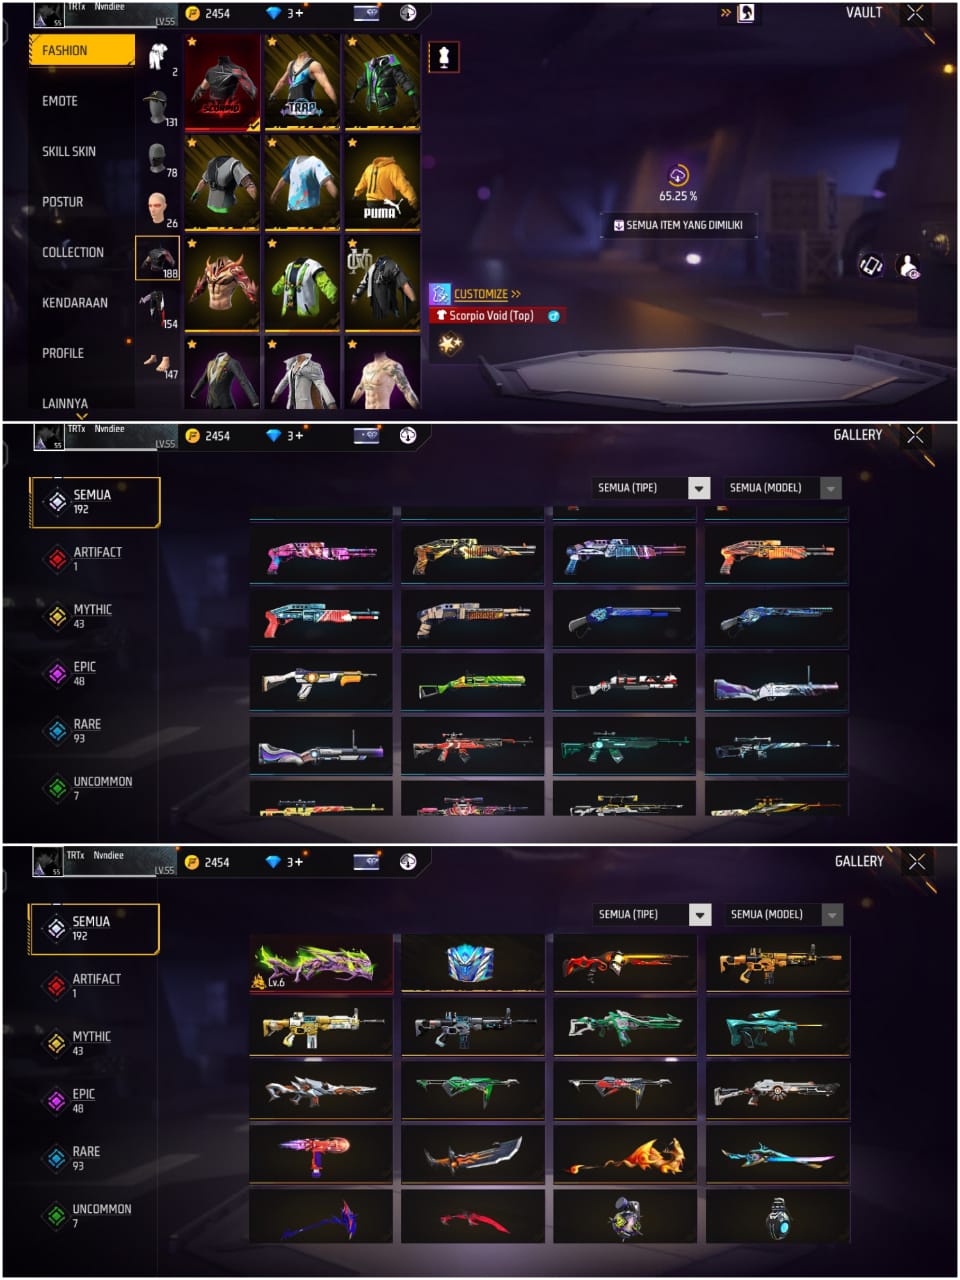 TRTx Nvndiee
55
LV.55
2454
3+
VAULT
FASHION
EMOTE
SKILL SKIN
POSTUR
COLLECTION
KENDARAAN
PROFILE
LAINNYA
2
131
78
26
188
154
147
SCORPIO
TRAP
PUMA
65.25 %
SEMUA ITEM YANG DIMILIKI
CUSTOMIZE >>
Scorpio Void (Top)
TRTx Nvndiee
55
LV.55
2454
3+
GALLERY
SEMUA (TIPE)
SEMUA (MODEL)
SEMUA
192
ARTIFACT
1
MYTHIC
43
EPIC
48
RARE
93
UNCOMMON
7
TRTx Nvndiee
55
LV.55
2454
3+
GALLERY
SEMUA (TIPE)
SEMUA (MODEL)
SEMUA
192
ARTIFACT
1
MYTHIC
43
EPIC
48
RARE
93
UNCOMMON
7
Lv.6